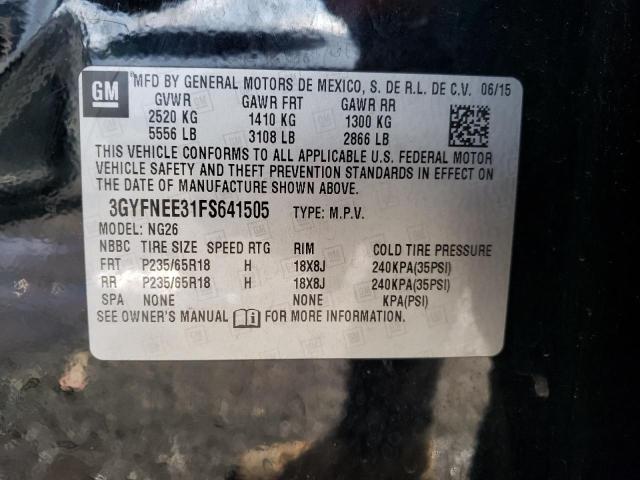 GM
MFD BY GENERAL MOTORS DE MEXICO, S. DE R.L. DE C.V. 06/15
GVWR GAWR FRT GAWR RR
2520 KG 1410 KG 1300 KG
5556 LB 3108 LB 2866 LB
THIS VEHICLE CONFORMS TO ALL APPLICABLE U.S. FEDERAL MOTOR
VEHICLE SAFETY AND THEFT PREVENTION STANDARDS IN EFFECT ON
THE DATE OF MANUFACTURE SHOWN ABOVE.
3GYFNEE31FS641505 TYPE: M.P.V.
MODEL: NG26
NBBC TIRE SIZE SPEED RTG RIM COLD TIRE PRESSURE
FRT P235/65R18 H 18X8J 240KPA(35PSI)
RR P235/65R18 H 18X8J 240KPA(35PSI)
SPA NONE NONE KPA(PSI)
SEE OWNER'S MANUAL FOR MORE INFORMATION.